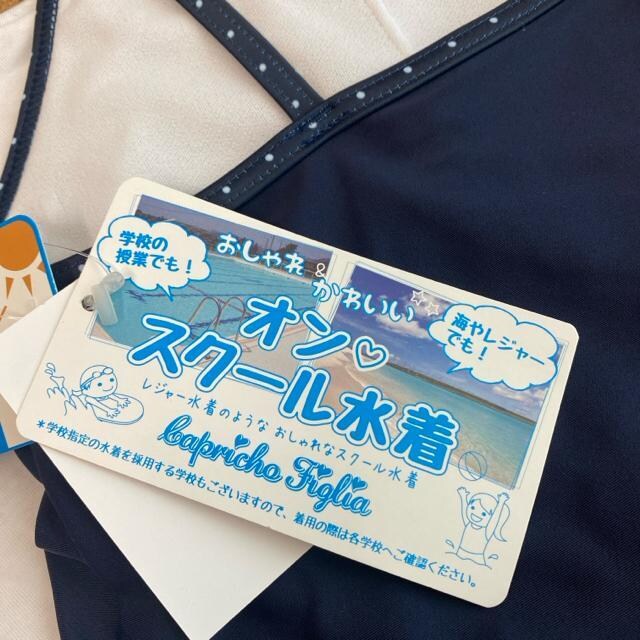 学校の
授業でも！
おしゃれ&
かわいい
海やレジャー
でも！
オン♡
スクール水着
レジャー水着のような おしゃれなスクール水着
Capricho Figlia
*学校指定の水着を採用する学校もございますので、着用の際は各学校へご確認ください。